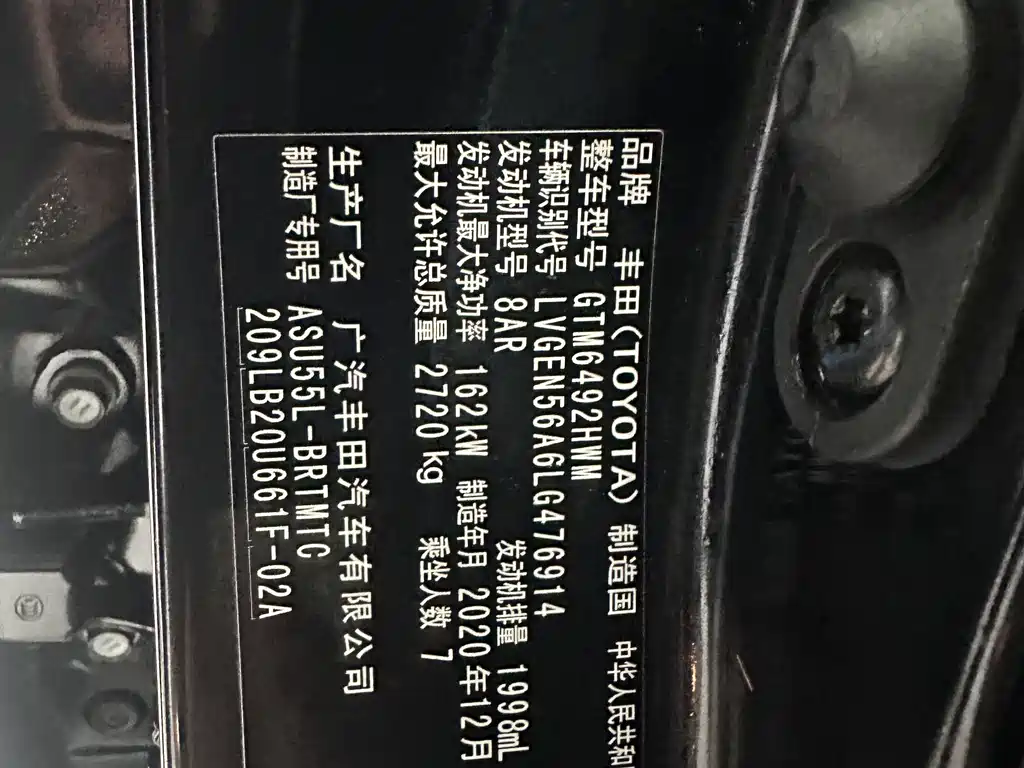 品牌 丰田(TOYOTA) 制造国 中华人民共和
整车型号 GTM6492HWM
车辆识别代号 LVGEN56A6LG476914
发动机型号 8AR 发动机排量 1998mL
发动机最大净功率 162kW 制造年月 2020年12月
最大允许总质量 2720kg 乘坐人数 7
生产厂名 广汽丰田汽车有限公司
制造厂专用号 ASU55L-BRTMTC
209LB20U661F-02A